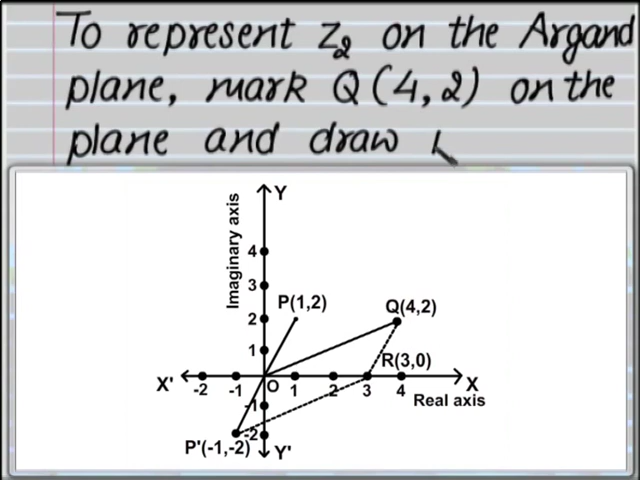 To represent z₂ on the Argand
plane, mark Q(4,2) on the
plane and draw
Y
Imaginary axis
4
3
P(1,2)
Q(4,2)
2
1
R(3,0)
X' -2 -1 O 1 2 3 4 X
Real axis
-1
-2
P'(-1,-2)
Y'